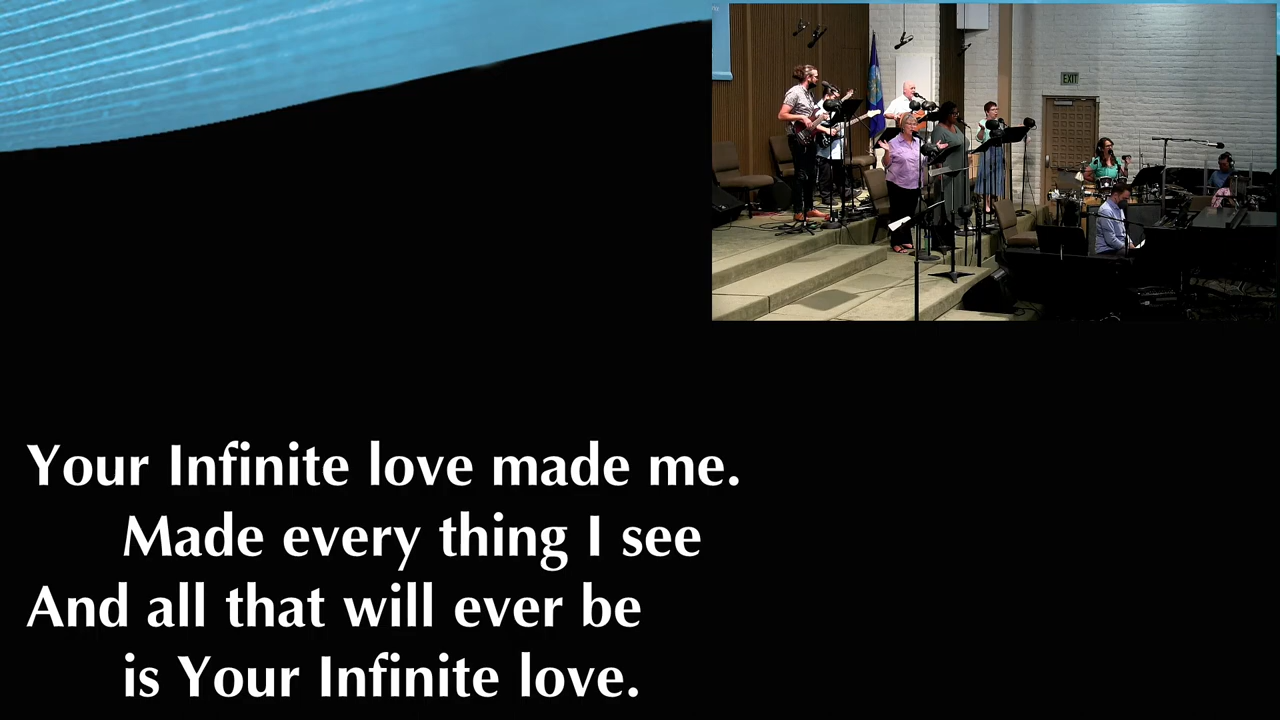 EXIT
Your Infinite love made me.
Made every thing I see
And all that will ever be
is Your Infinite love.